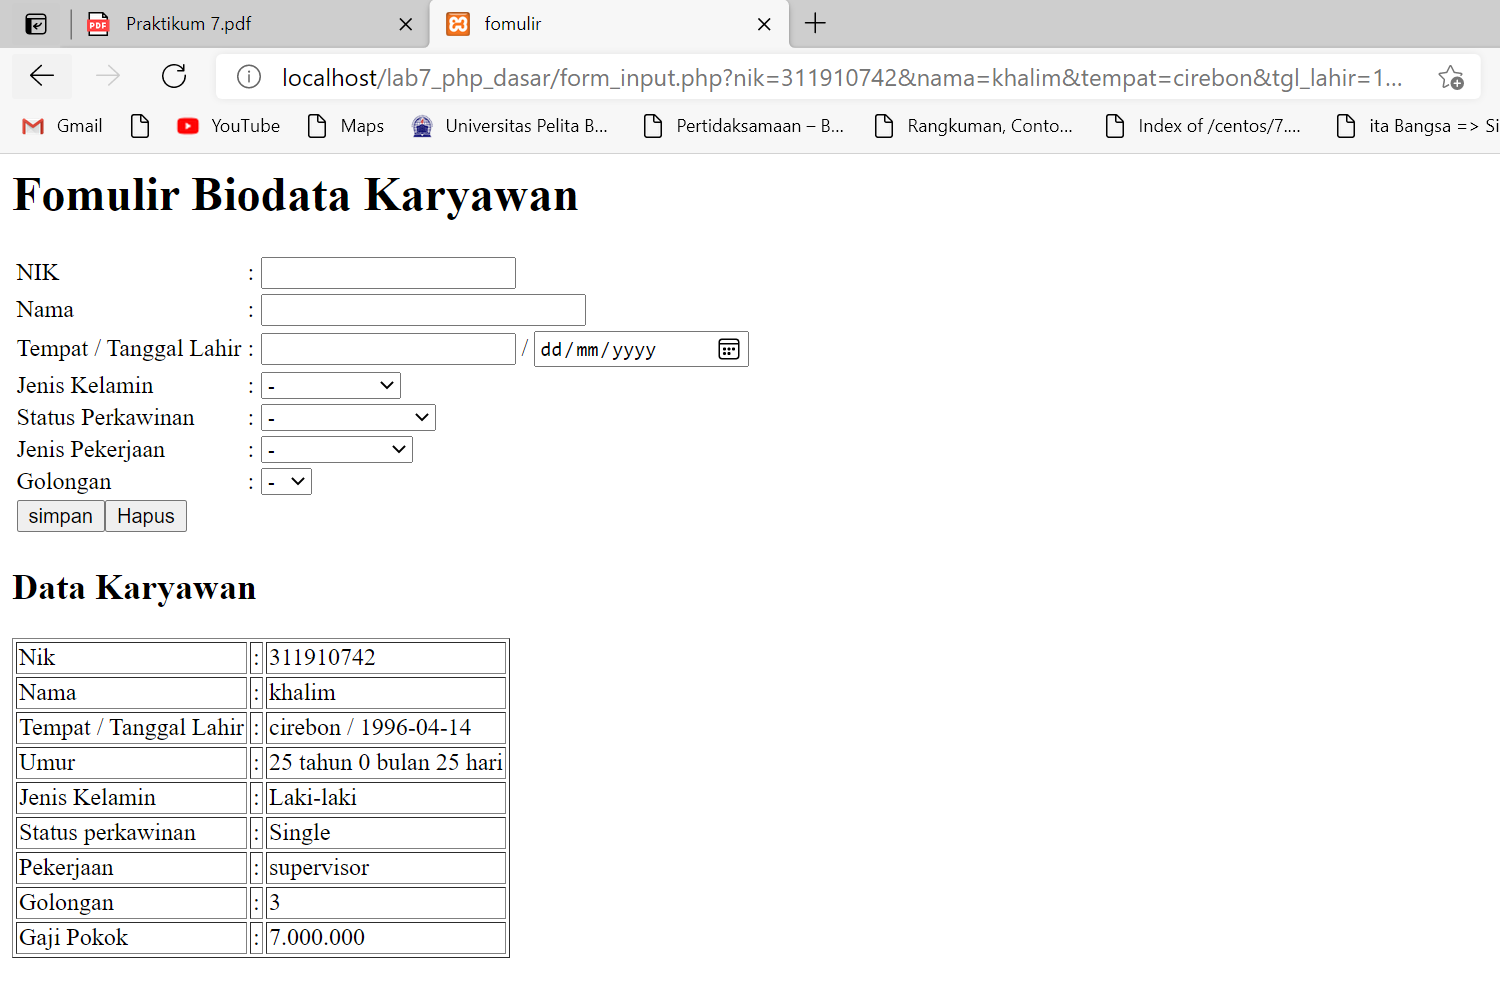 Praktikum 7.pdf
fomulir
localhost/lab7_php_dasar/form_input.php?nik=311910742&nama=khalim&tempat=cirebon&tgl_lahir=1...
Gmail YouTube Maps Universitas Pelita B... Pertidaksamaan – B... Rangkuman, Conto... Index of /centos/7.... ita Bangsa => Si
Fomulir Biodata Karyawan
NIK :
Nama :
Tempat / Tanggal Lahir : / dd/mm/yyyy
Jenis Kelamin : -
Status Perkawinan : -
Jenis Pekerjaan : -
Golongan : -
simpan Hapus
Data Karyawan
Nik : 311910742
Nama : khalim
Tempat / Tanggal Lahir : cirebon / 1996-04-14
Umur : 25 tahun 0 bulan 25 hari
Jenis Kelamin : Laki-laki
Status perkawinan : Single
Pekerjaan : supervisor
Golongan : 3
Gaji Pokok : 7.000.000